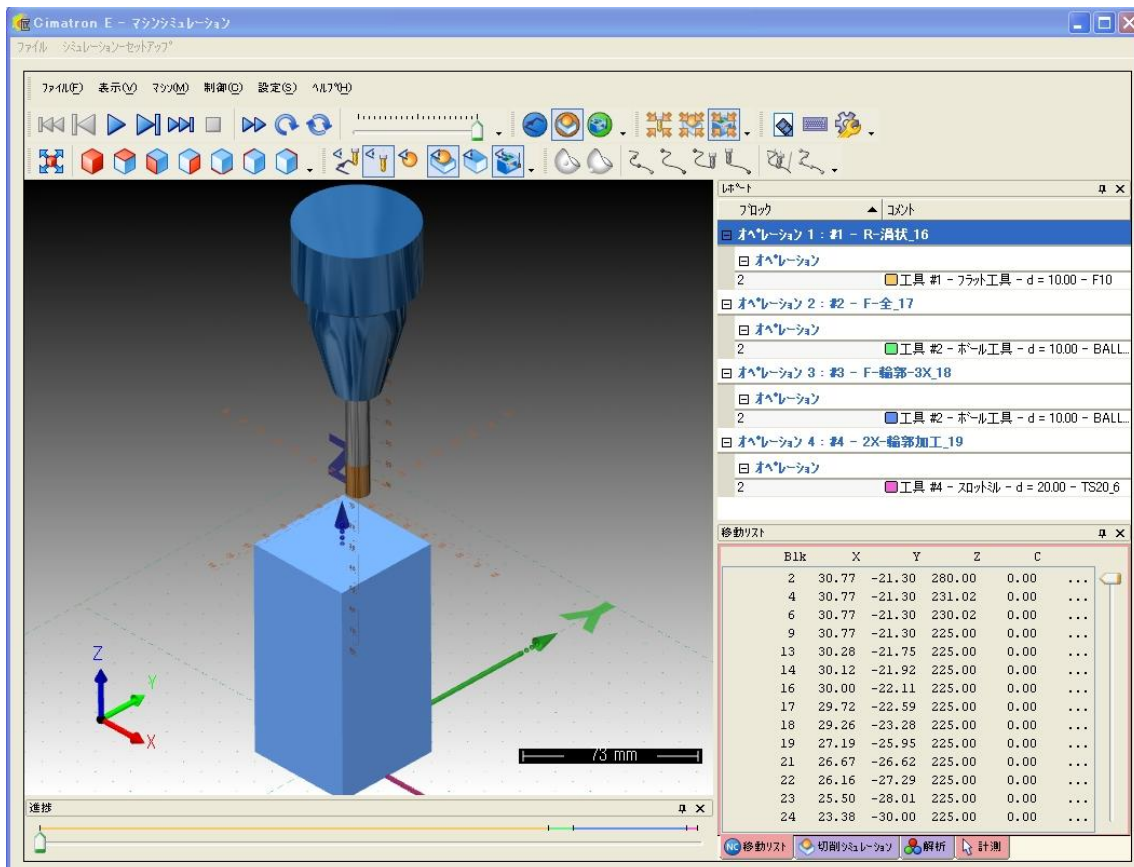 Cimatron E - マシンシミュレーション
ファイル シミュレーション-セットアップ
ファイル(F) 表示(V) マシン(M) 制御(C) 設定(S) ヘルプ(H)
レポート
ブロック コメント
オペレーション 1 : #1 - R-渦状_16
オペレーション
2 工具 #1 - フラット工具 - d = 10.00 - F10
オペレーション 2 : #2 - F-全_17
オペレーション
2 工具 #2 - ボール工具 - d = 10.00 - BALL...
オペレーション 3 : #3 - F-輪郭-3X_18
オペレーション
2 工具 #2 - ボール工具 - d = 10.00 - BALL...
オペレーション 4 : #4 - 2X-輪郭加工_19
オペレーション
2 工具 #4 - スロットミル - d = 20.00 - TS20_6
Z
Y
Z
Y
X
73 mm
移動リスト
Blk X Y Z C
2 30.77 -21.30 280.00 0.00 ...
4 30.77 -21.30 231.02 0.00 ...
6 30.77 -21.30 230.02 0.00 ...
9 30.77 -21.30 225.00 0.00 ...
13 30.28 -21.75 225.00 0.00 ...
14 30.12 -21.92 225.00 0.00 ...
16 30.00 -22.11 225.00 0.00 ...
17 29.72 -22.59 225.00 0.00 ...
18 29.26 -23.28 225.00 0.00 ...
19 27.19 -25.95 225.00 0.00 ...
21 26.67 -26.62 225.00 0.00 ...
22 26.16 -27.29 225.00 0.00 ...
23 25.50 -28.01 225.00 0.00 ...
24 23.38 -30.00 225.00 0.00 ...
進捗
NC 移動リスト 切削シミュレーション 解析 計測